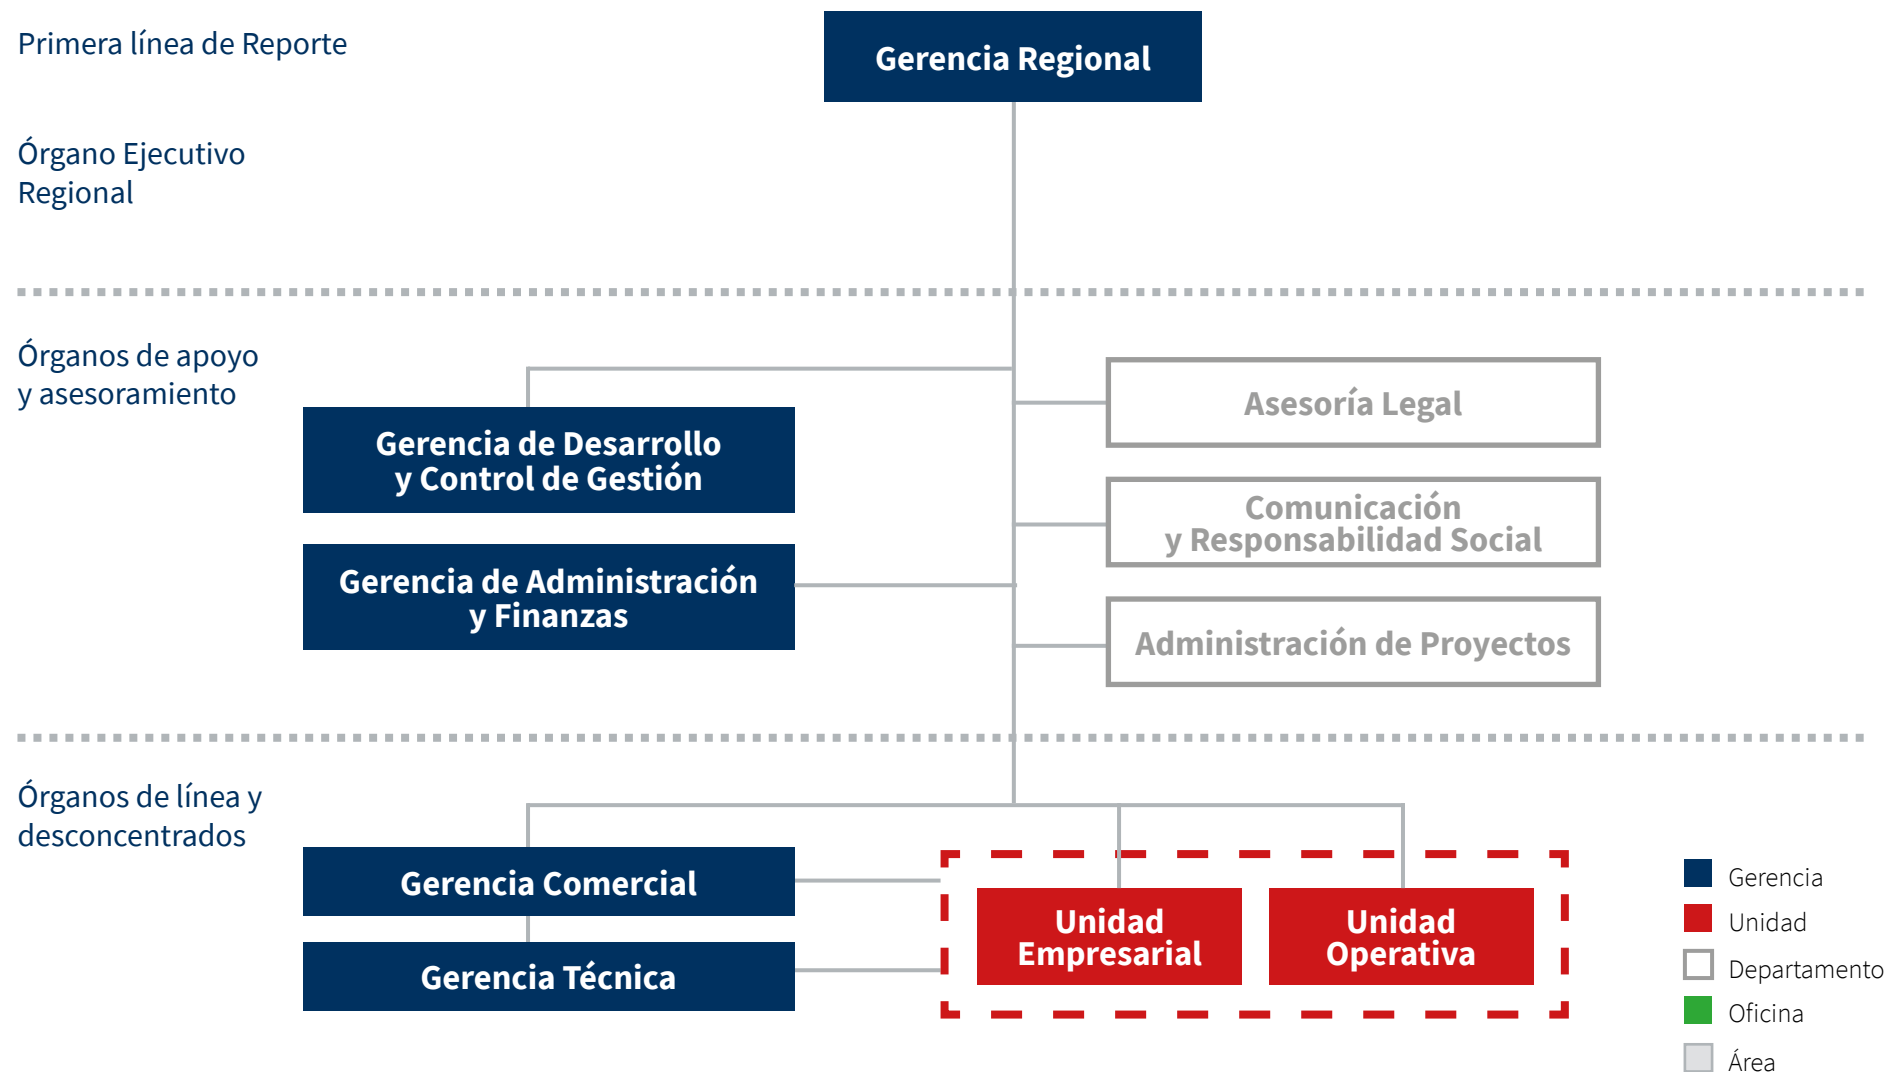 Primera línea de Reporte
Gerencia Regional
Órgano Ejecutivo
Regional
Órganos de apoyo
y asesoramiento
Gerencia de Desarrollo
y Control de Gestión
Gerencia de Administración
y Finanzas
Asesoría Legal
Comunicación
y Responsabilidad Social
Administración de Proyectos
Órganos de línea y
desconcentrados
Gerencia Comercial
Gerencia Técnica
Unidad
Empresarial
Unidad
Operativa
Gerencia
Unidad
Departamento
Oficina
Área